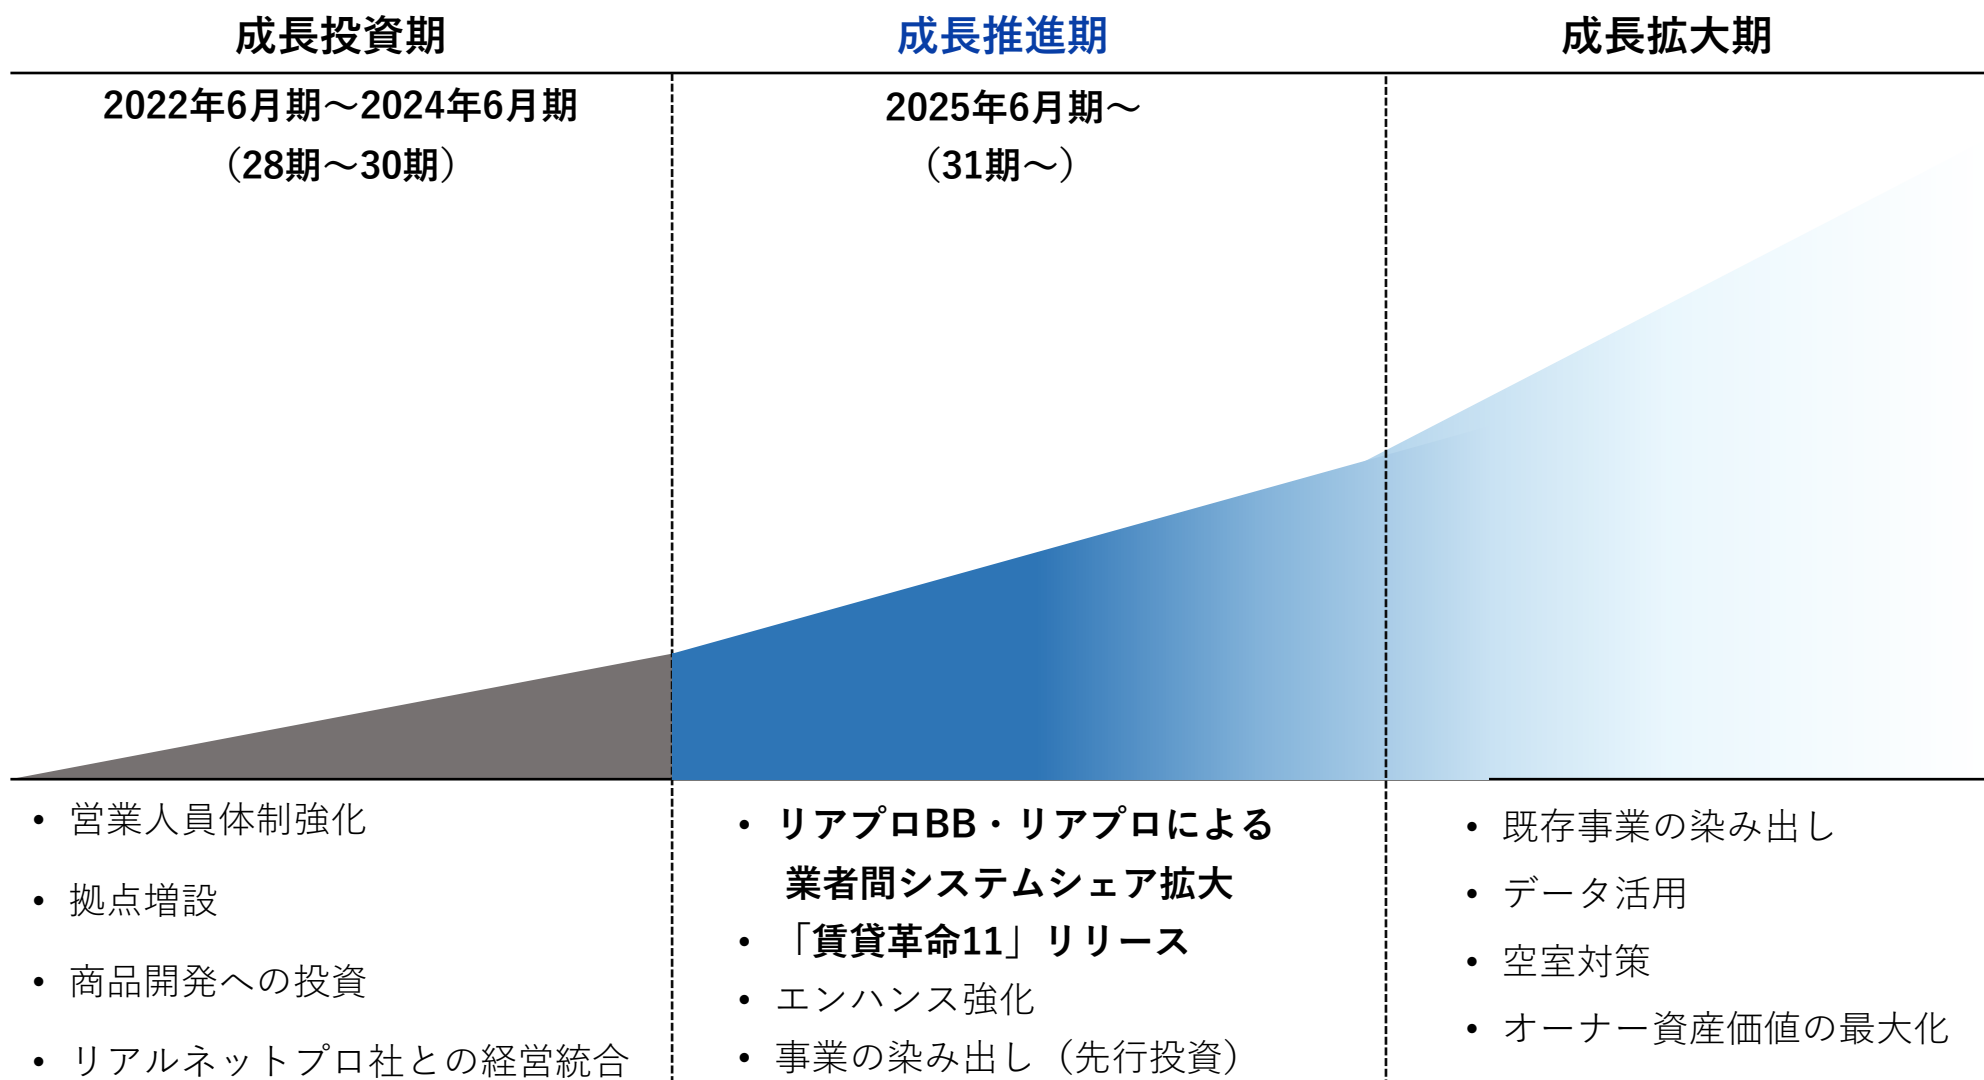 成長投資期
2022年6月期～2024年6月期
（28期～30期）
• 営業人員体制強化
• 拠点増設
• 商品開発への投資
• リアルネットプロ社との経営統合
成長推進期
2025年6月期～
（31期～）
• リアプロBB・リアプロによる
業者間システムシェア拡大
• 「賃貸革命11」リリース
• エンハンス強化
• 事業の染み出し（先行投資）
成長拡大期
• 既存事業の染み出し
• データ活用
• 空室対策
• オーナー資産価値の最大化